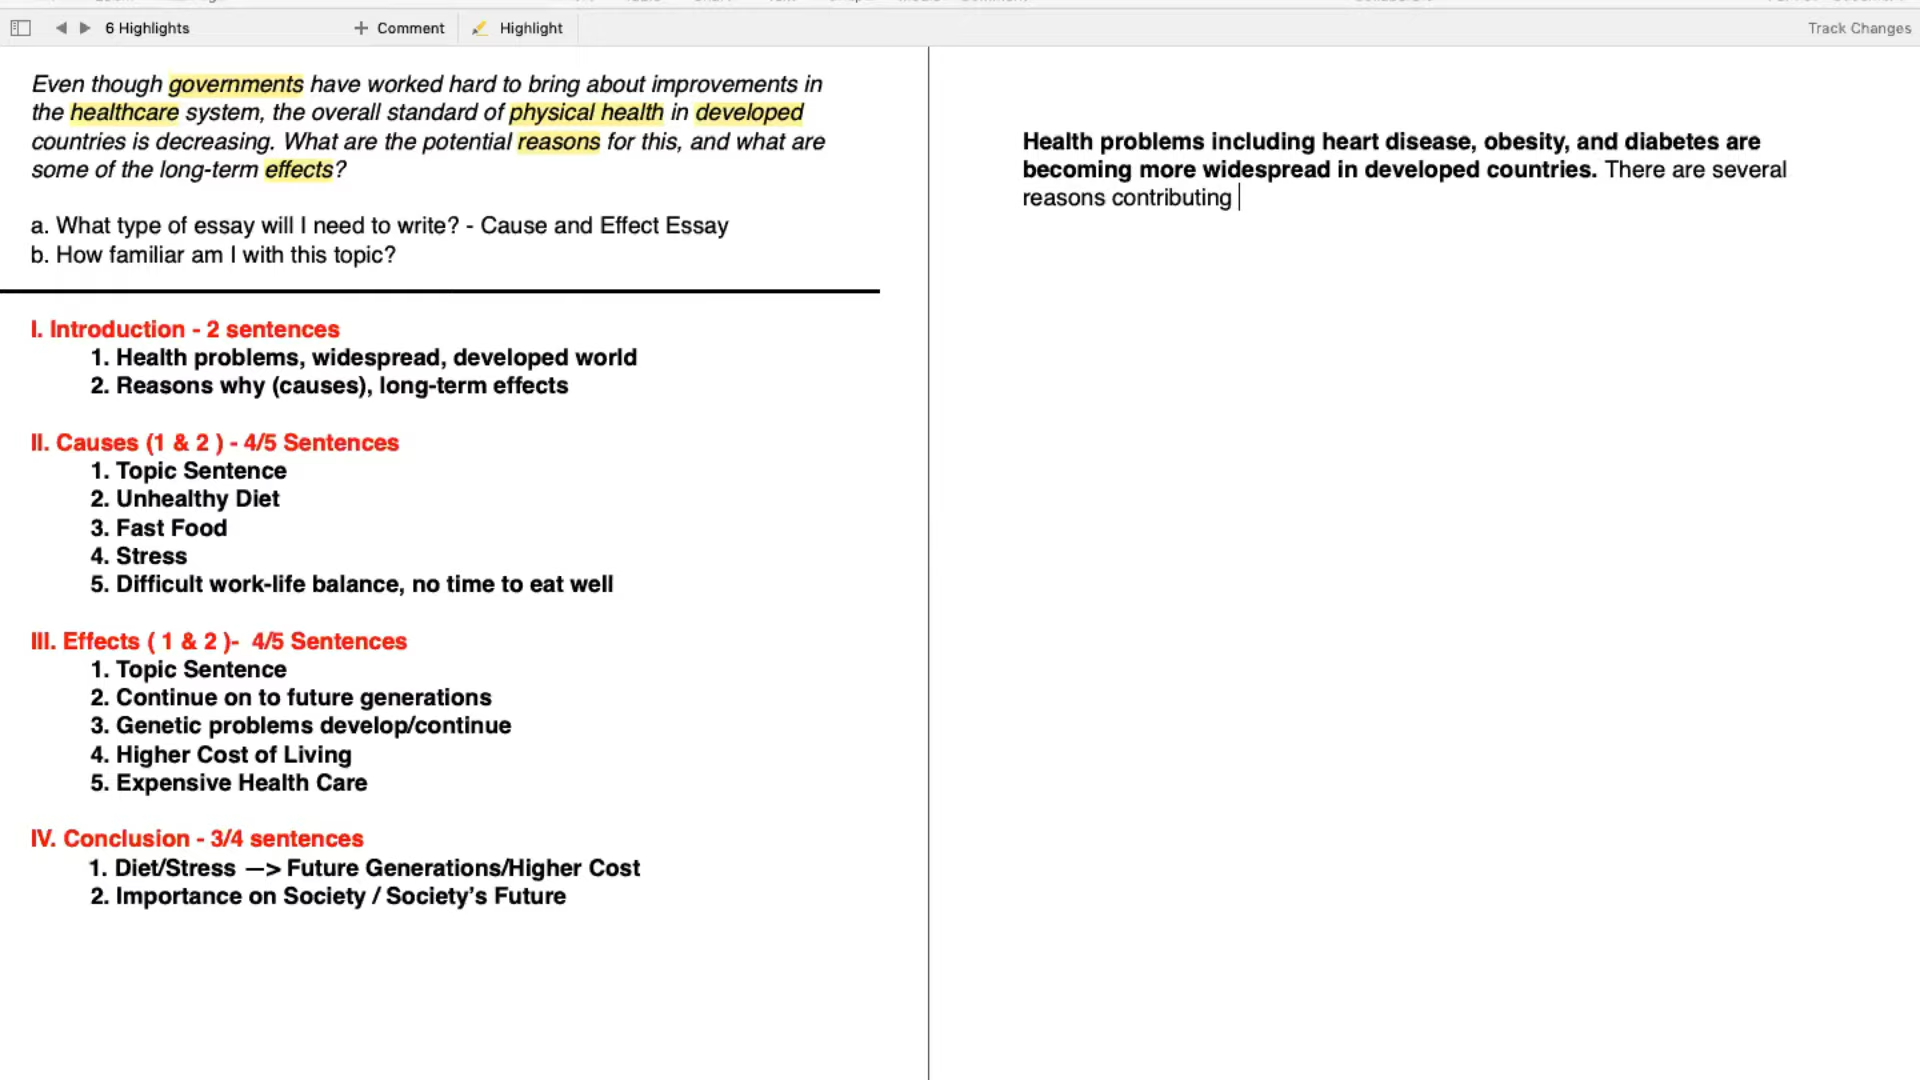 6 Highlights
Comment
Highlight
Track Changes
Even though governments have worked hard to bring about improvements in
the healthcare system, the overall standard of physical health in developed
countries is decreasing. What are the potential reasons for this, and what are
some of the long-term effects?
a. What type of essay will I need to write? - Cause and Effect Essay
b. How familiar am I with this topic?
I. Introduction - 2 sentences
1. Health problems, widespread, developed world
2. Reasons why (causes), long-term effects
II. Causes (1 & 2 ) - 4/5 Sentences
1. Topic Sentence
2. Unhealthy Diet
3. Fast Food
4. Stress
5. Difficult work-life balance, no time to eat well
III. Effects ( 1 & 2 )-  4/5 Sentences
1. Topic Sentence
2. Continue on to future generations
3. Genetic problems develop/continue
4. Higher Cost of Living
5. Expensive Health Care
IV. Conclusion - 3/4 sentences
1. Diet/Stress —> Future Generations/Higher Cost
2. Importance on Society / Society’s Future
Health problems including heart disease, obesity, and diabetes are
becoming more widespread in developed countries. There are several
reasons contributing